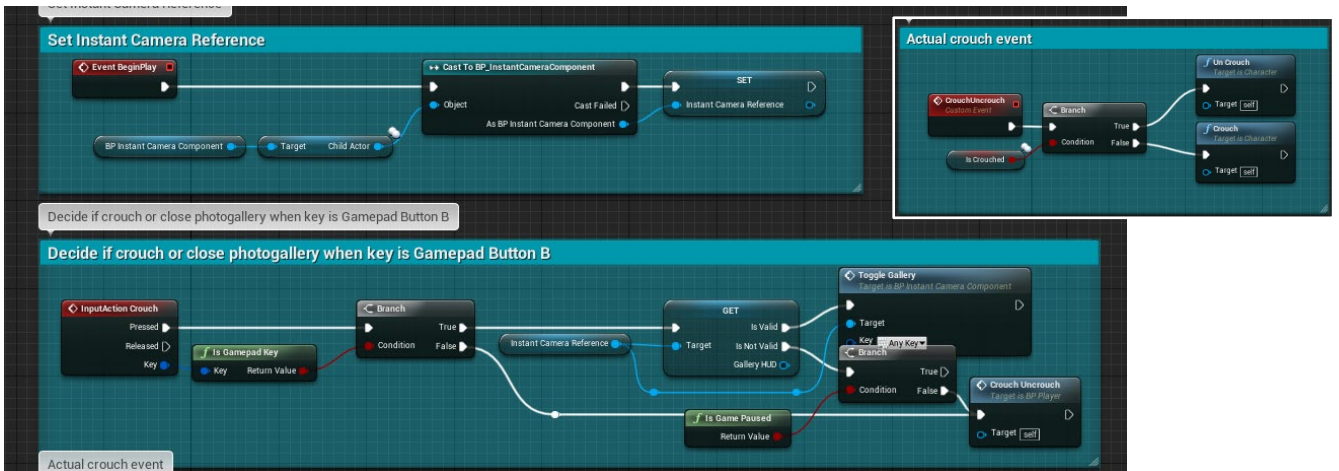 Set Instant Camera Reference
Set Instant Camera Reference
Event BeginPlay
Cast To BP_InstantCameraComponent
Object
Cast Failed
As BP Instant Camera Component
SET
Instant Camera Reference
BP Instant Camera Component
Target Child Actor
Actual crouch event
CrouchUncrouch
Custom Event
Is Crouched
Branch
True
Condition False
Un Crouch
Target is Character
Target self
Crouch
Target is Character
Target self
Decide if crouch or close photogallery when key is Gamepad Button B
Decide if crouch or close photogallery when key is Gamepad Button B
InputAction Crouch
Pressed
Released
Key
Is Gamepad Key
Key Return Value
Branch
True
Condition False
Instant Camera Reference
GET
Is Valid
Target Is Not Valid
Gallery HUD
Toggle Gallery
Target is BP Instant Camera Component
Target
Key Any Key
Branch
True
Condition False
Is Game Paused
Return Value
Crouch Uncrouch
Target is BP Player
Target self
Actual crouch event